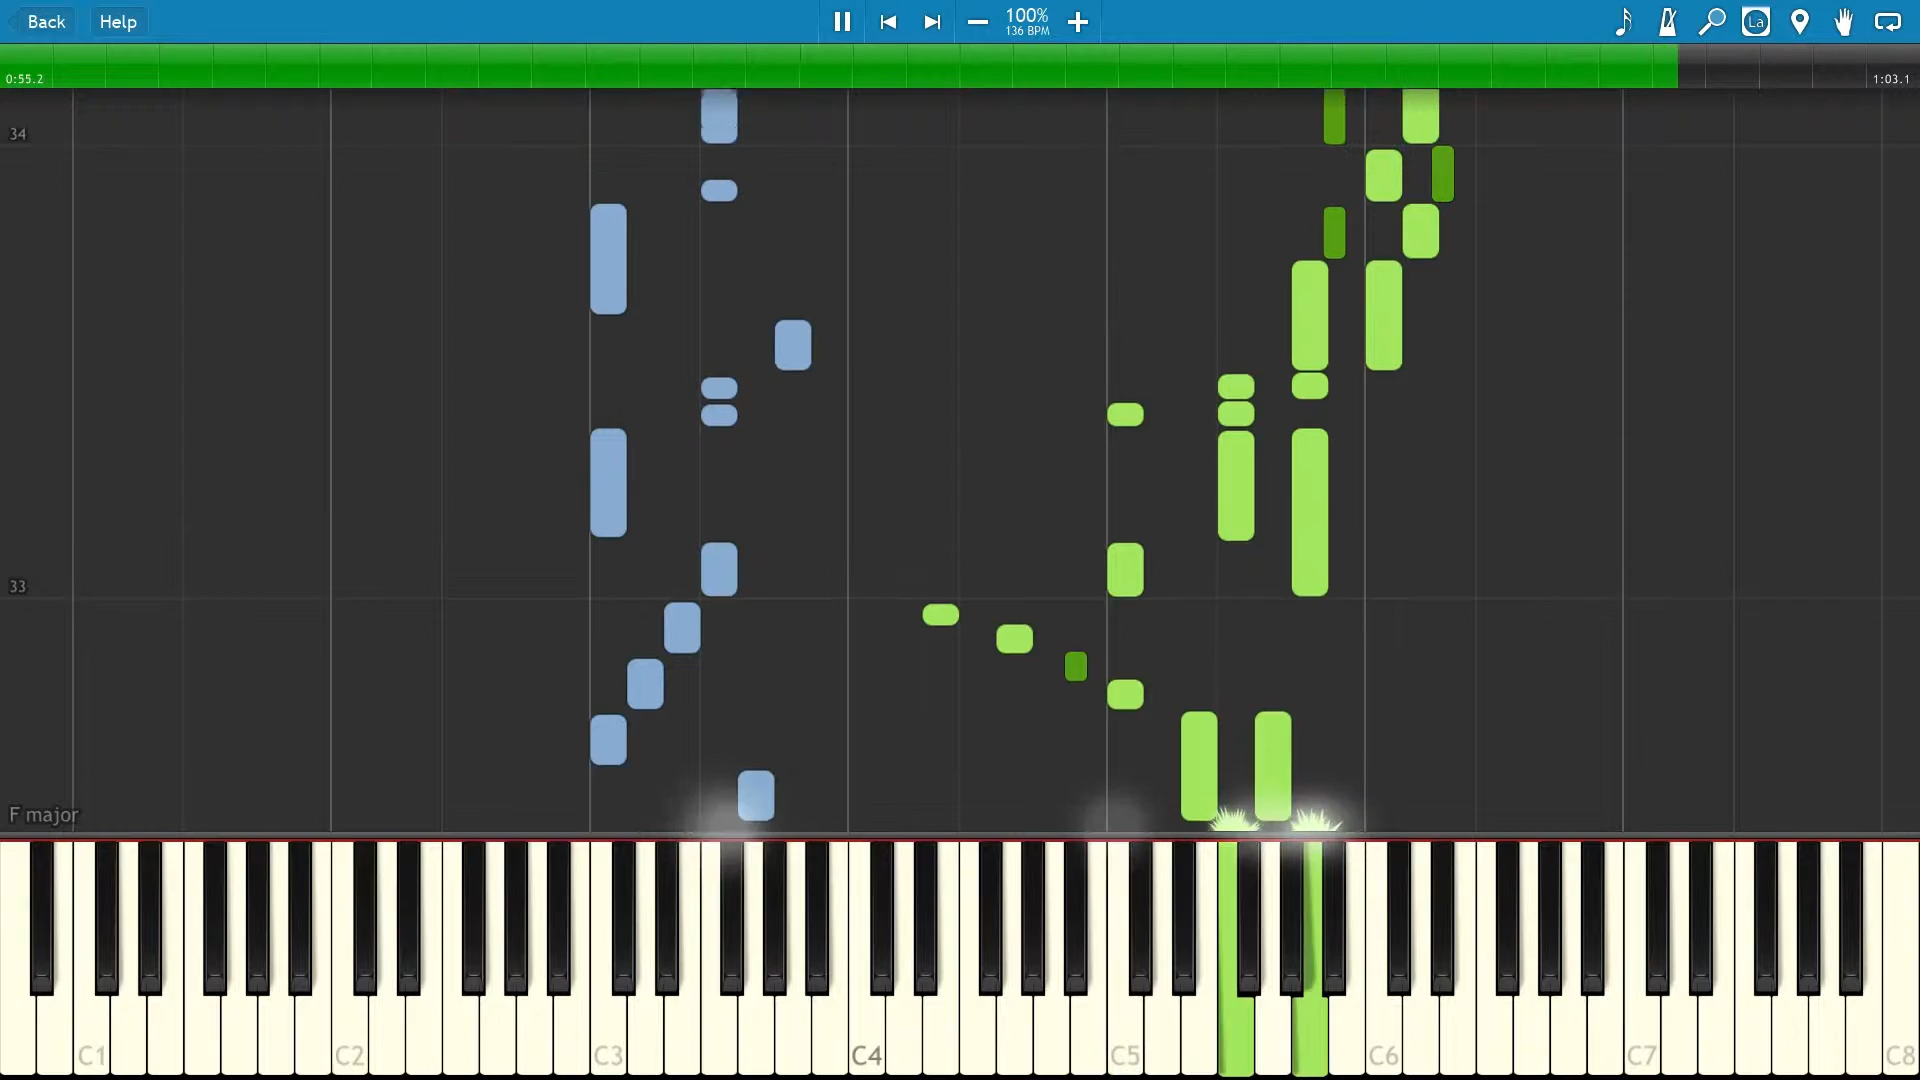 Back Help 100% La
136 BPM
0:55.2 1:03.1
34
33
F major
C1 C2 C3 C4 C5 C6 C7 C8